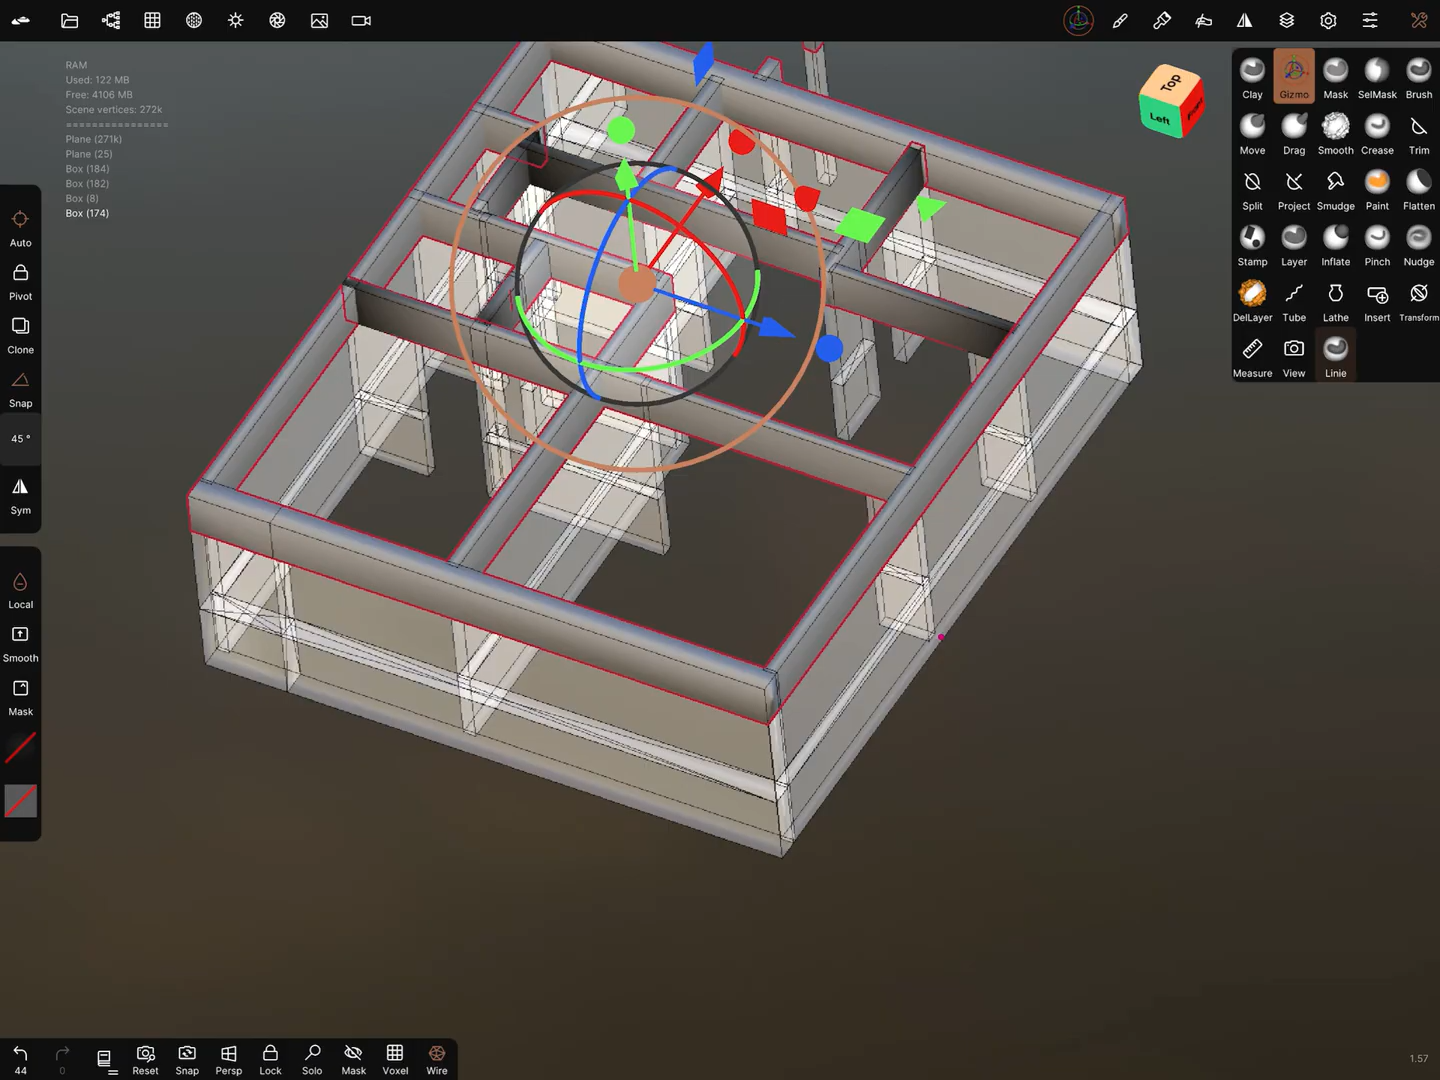 RAM
Used: 122 MB
Free: 4106 MB
Scene vertices: 272k
================
Plane (271k)
Plane (25)
Box (184)
Box (182)
Box (8)
Box (174)
Auto
Pivot
Clone
Snap
45 °
Sym
Local
Smooth
Mask
Top
Left
Clay
Gizmo
Mask
SelMask
Brush
Move
Drag
Smooth
Crease
Trim
Split
Project
Smudge
Paint
Flatten
Stamp
Layer
Inflate
Pinch
Nudge
DelLayer
Tube
Lathe
Insert
Transform
Measure
View
Linie
44
0
Reset
Snap
Persp
Lock
Solo
Mask
Voxel
Wire
1.57